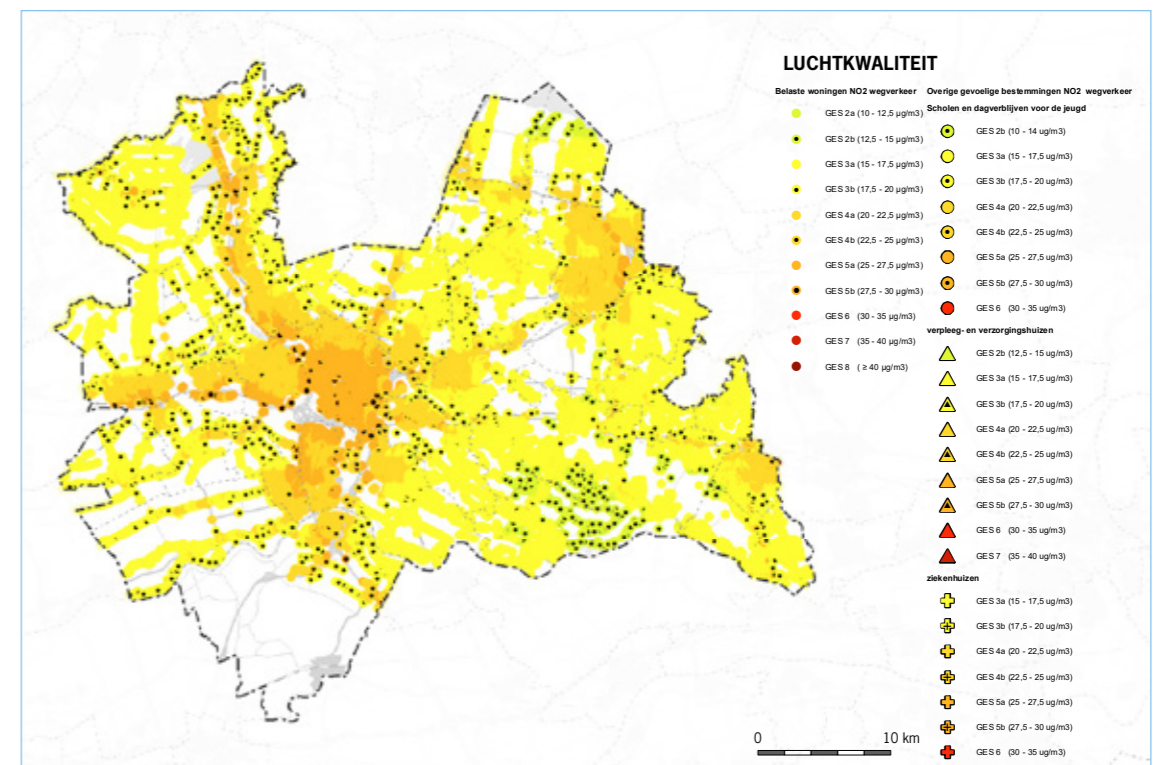 LUCHTKWALITEIT
Belaste woningen NO2 wegverkeer
GES 2a (10 - 12,5 µg/m3)
GES 2b (12,5 - 15 µg/m3)
GES 3a (15 - 17,5 µg/m3)
GES 3b (17,5 - 20 µg/m3)
GES 4a (20 - 22,5 µg/m3)
GES 4b (22,5 - 25 µg/m3)
GES 5a (25 - 27,5 µg/m3)
GES 5b (27,5 - 30 µg/m3)
GES 6 (30 - 35 µg/m3)
GES 7 (35 - 40 µg/m3)
GES 8 ( ≥ 40 µg/m3)
Overige gevoelige bestemmingen NO2 wegverkeer
Scholen en dagverblijven voor de jeugd
GES 2b (10 - 14 ug/m3)
GES 3a (15 - 17,5 ug/m3)
GES 3b (17,5 - 20 ug/m3)
GES 4a (20 - 22,5 ug/m3)
GES 4b (22,5 - 25 ug/m3)
GES 5a (25 - 27,5 ug/m3)
GES 5b (27,5 - 30 ug/m3)
GES 6 (30 - 35 ug/m3)
verpleeg- en verzorgingshuizen
GES 2b (12,5 - 15 ug/m3)
GES 3a (15 - 17,5 ug/m3)
GES 3b (17,5 - 20 ug/m3)
GES 4a (20 - 22,5 ug/m3)
GES 4b (22,5 - 25 ug/m3)
GES 5a (25 - 27,5 ug/m3)
GES 5b (27,5 - 30 ug/m3)
GES 6 (30 - 35 ug/m3)
GES 7 (35 - 40 ug/m3)
ziekenhuizen
GES 3a (15 - 17,5 ug/m3)
GES 3b (17,5 - 20 ug/m3)
GES 4a (20 - 22,5 ug/m3)
GES 4b (22,5 - 25 ug/m3)
GES 5a (25 - 27,5 ug/m3)
GES 5b (27,5 - 30 ug/m3)
GES 6 (30 - 35 ug/m3)
0 10 km